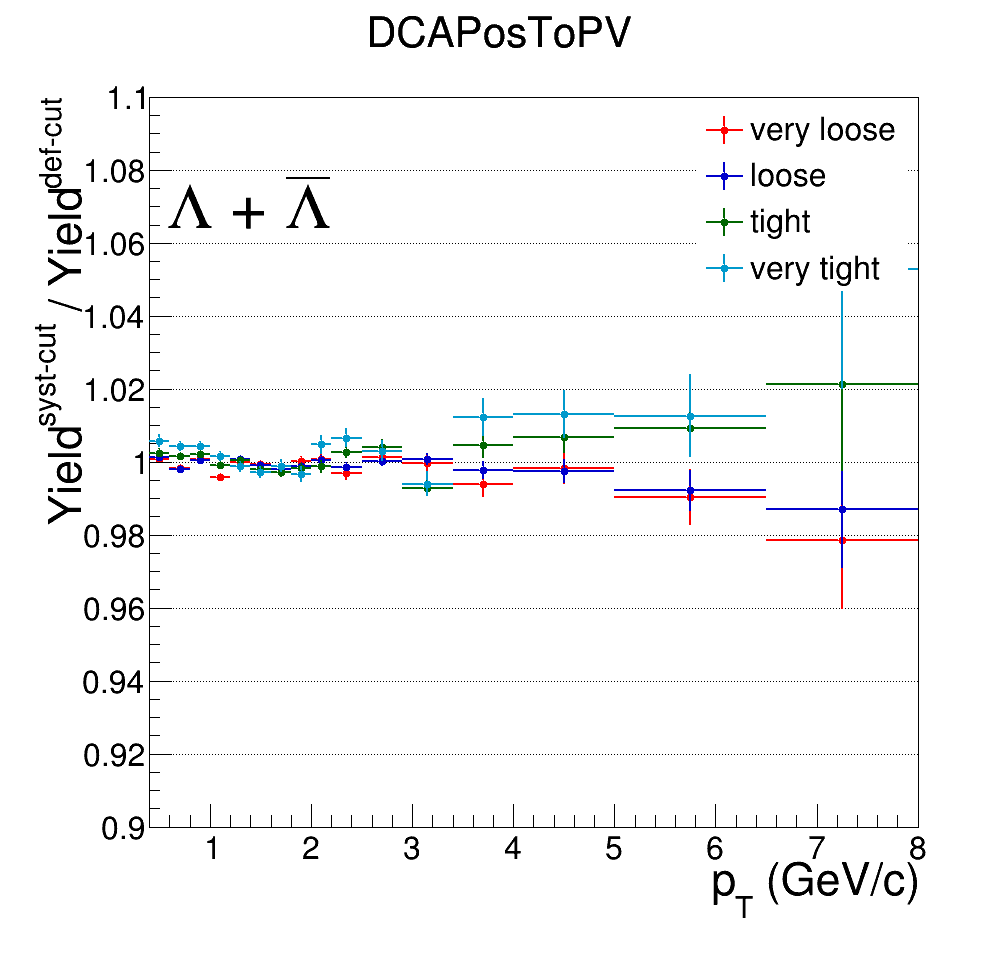 DCAPosToPV
Yield^syst-cut / Yield^def-cut
1.1
1.08
1.06
1.04
1.02
1
0.98
0.96
0.94
0.92
0.9
Λ + Λ̅
very loose
loose
tight
very tight
1 2 3 4 5 6 7 8
p_T (GeV/c)